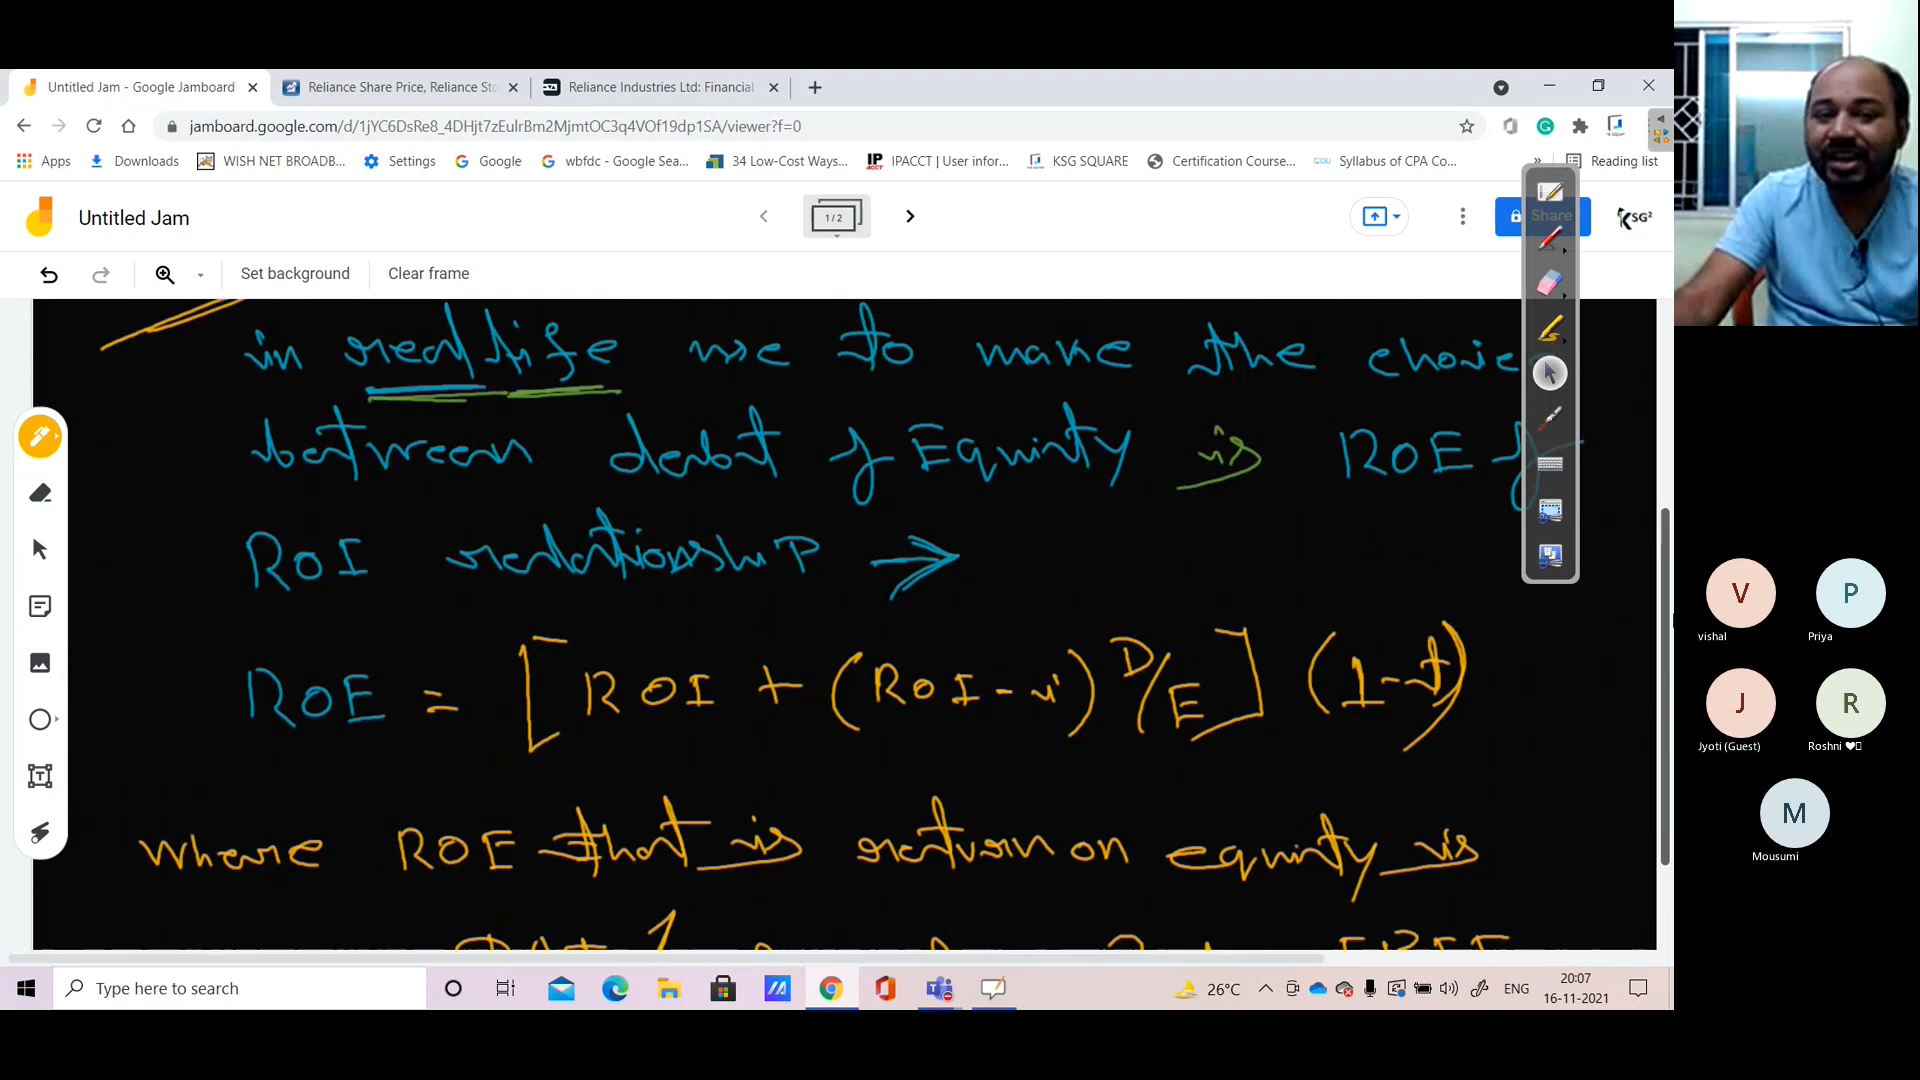 Untitled Jam - Google Jamboard
Reliance Share Price, Reliance Sto
Reliance Industries Ltd: Financial
jamboard.google.com/d/1jYC6DsRe8_4DHjt7zEulrBm2MjmtOC3q4VOf19dp1SA/viewer?f=0
Apps Downloads WISH NET BROADB... Settings Google wbfdc - Google Sea... 34 Low-Cost Ways... IP IPACCT IPACCT | User infor... KSG SQUARE Certification Course... Syllabus of CPA Co... » Reading list
Untitled Jam
1/2
Share
KSG²
Set background Clear frame
in real life use to make the choice
between debt & Equity is ROE &
ROI relationship →
ROE = [ROI + (ROI - i) D/E] (1-t)
Where ROE that is return on equity is
V
vishal
P
Priya
J
Jyoti (Guest)
R
Roshni ❤
M
Mousumi
Type here to search
26°C
ENG
20:07
16-11-2021